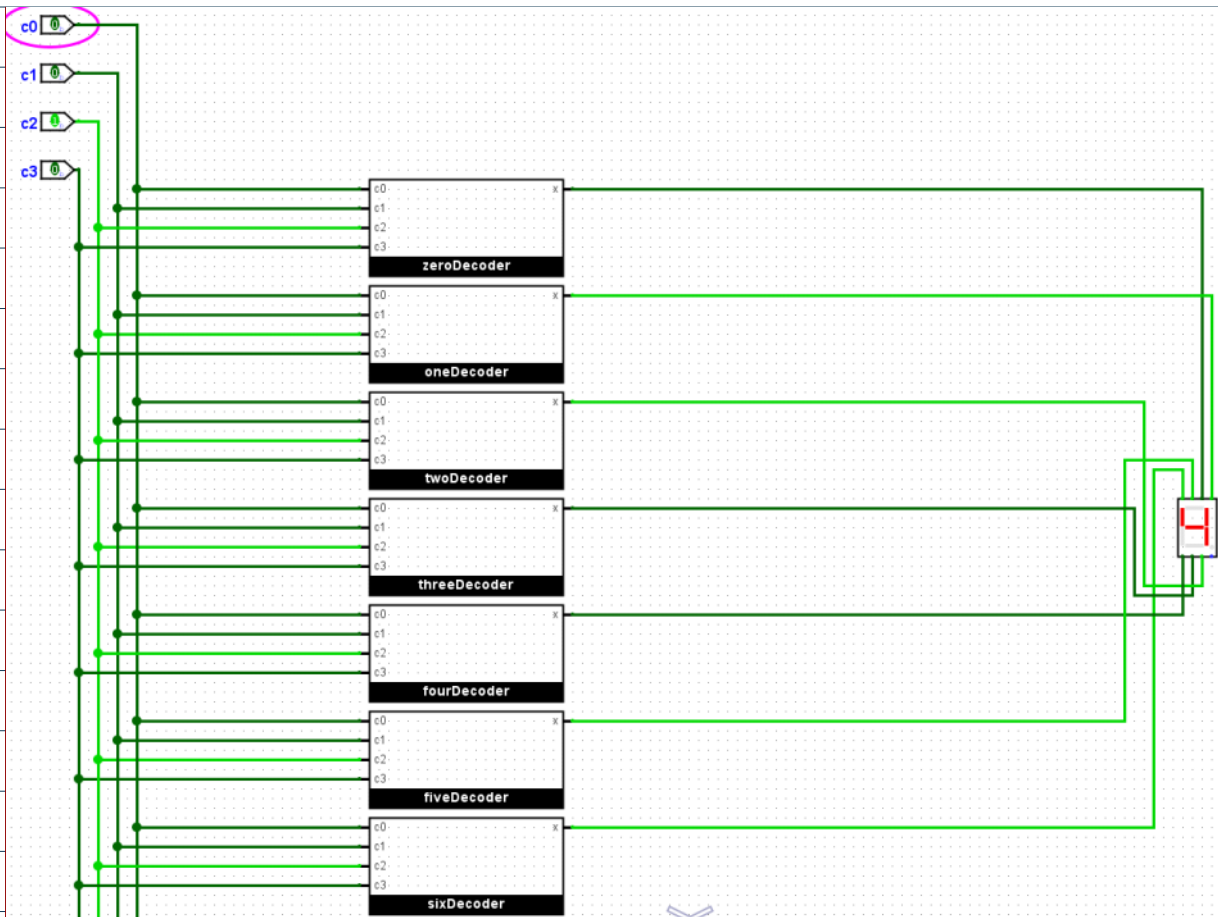 c0 0
c1 0
c2 1
c3 0
c0 x
c1
c2
c3
zeroDecoder
c0 x
c1
c2
c3
oneDecoder
c0 x
c1
c2
c3
twoDecoder
c0 x
c1
c2
c3
threeDecoder
c0 x
c1
c2
c3
fourDecoder
c0 x
c1
c2
c3
fiveDecoder
c0 x
c1
c2
c3
sixDecoder
4